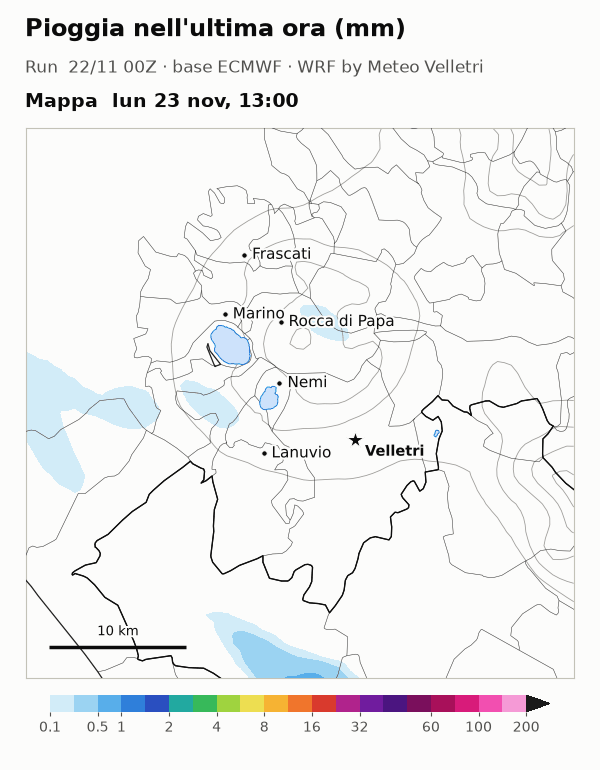 Pioggia nell'ultima ora (mm)
Run  22/11 00Z · base ECMWF · WRF by Meteo Velletri
Mappa  lun 23 nov, 13:00
Frascati
Marino
Rocca di Papa
Nemi
Velletri
Lanuvio
10 km
0.1 0.5 1 2 4 8 16 32 60 100 200